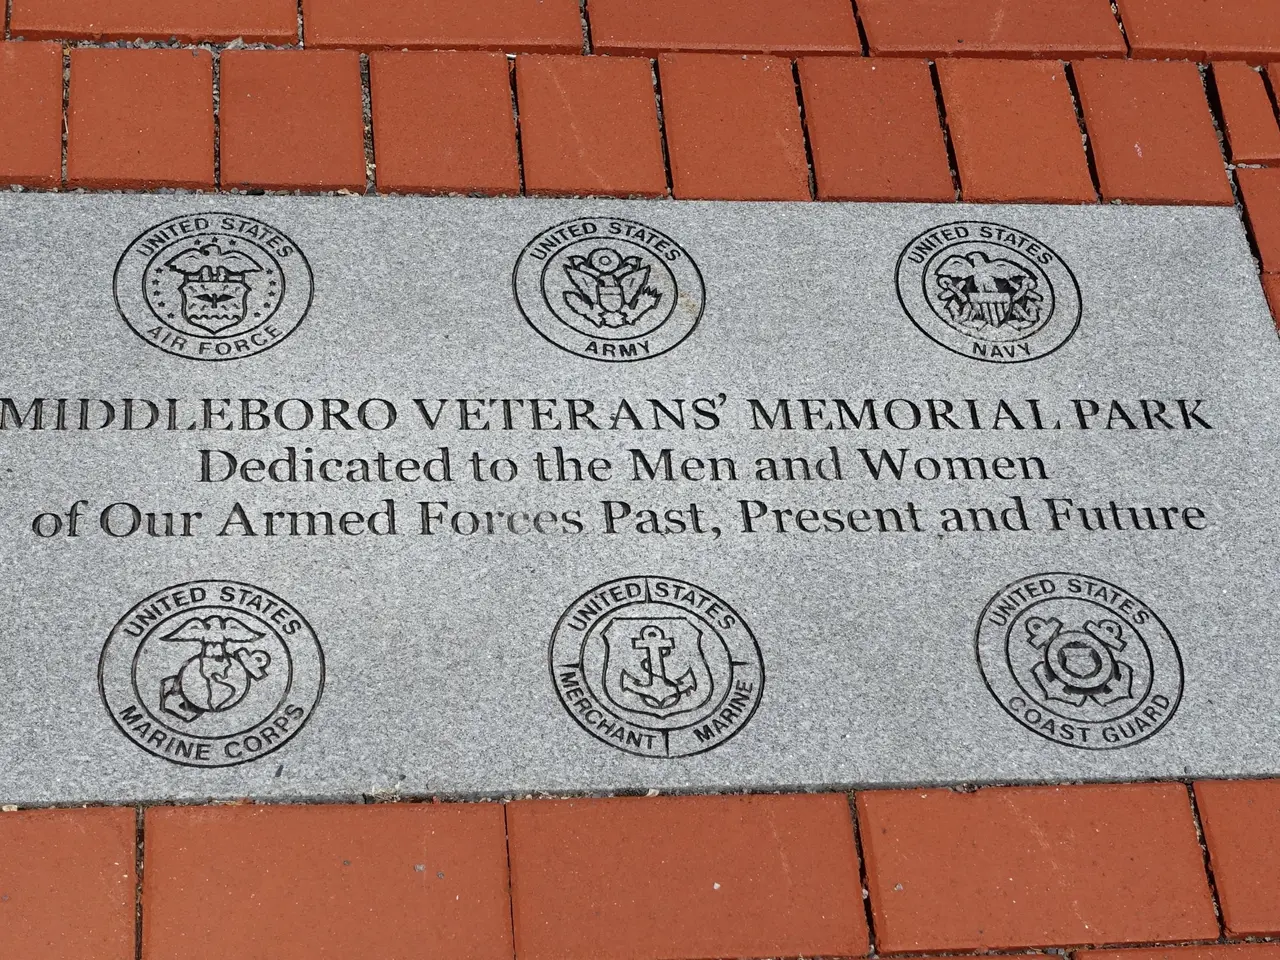 UNITED STATES
AIR FORCE
UNITED STATES
ARMY
UNITED STATES
NAVY
MIDDLEBORO VETERANS' MEMORIAL PARK
Dedicated to the Men and Women
of Our Armed Forces Past, Present and Future
UNITED STATES
MARINE CORPS
UNITED STATES
MERCHANT MARINE
UNITED STATES
COAST GUARD